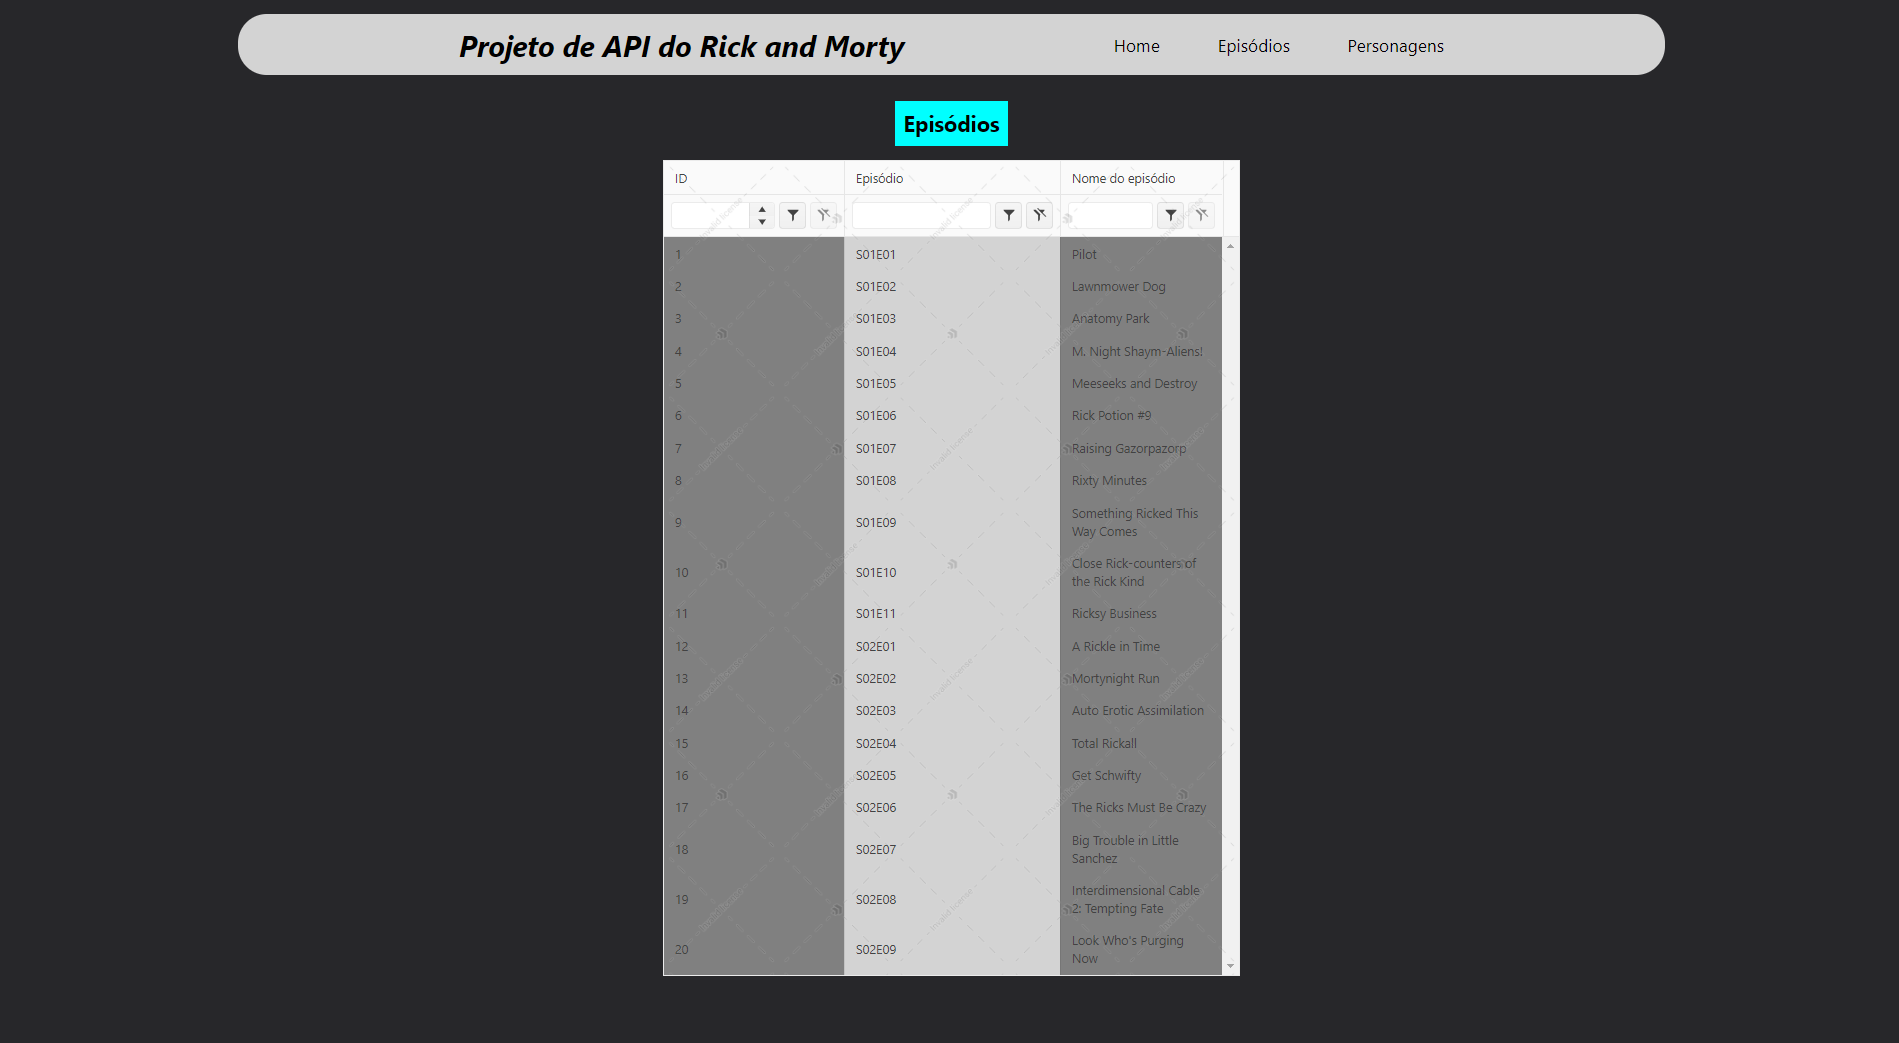 Projeto de API do Rick and Morty Home Episódios Personagens
Episódios
ID Episódio Nome do episódio
1 S01E01 Pilot
2 S01E02 Lawnmower Dog
3 S01E03 Anatomy Park
4 S01E04 M. Night Shaym-Aliens!
5 S01E05 Meeseeks and Destroy
6 S01E06 Rick Potion #9
7 S01E07 Raising Gazorpazorp
8 S01E08 Rixty Minutes
9 S01E09 Something Ricked This
Way Comes
10 S01E10 Close Rick-counters of
the Rick Kind
11 S01E11 Ricksy Business
12 S02E01 A Rickle in Time
13 S02E02 Mortynight Run
14 S02E03 Auto Erotic Assimilation
15 S02E04 Total Rickall
16 S02E05 Get Schwifty
17 S02E06 The Ricks Must Be Crazy
18 S02E07 Big Trouble in Little
Sanchez
19 S02E08 Interdimensional Cable
2: Tempting Fate
20 S02E09 Look Who's Purging
Now
Invalid license